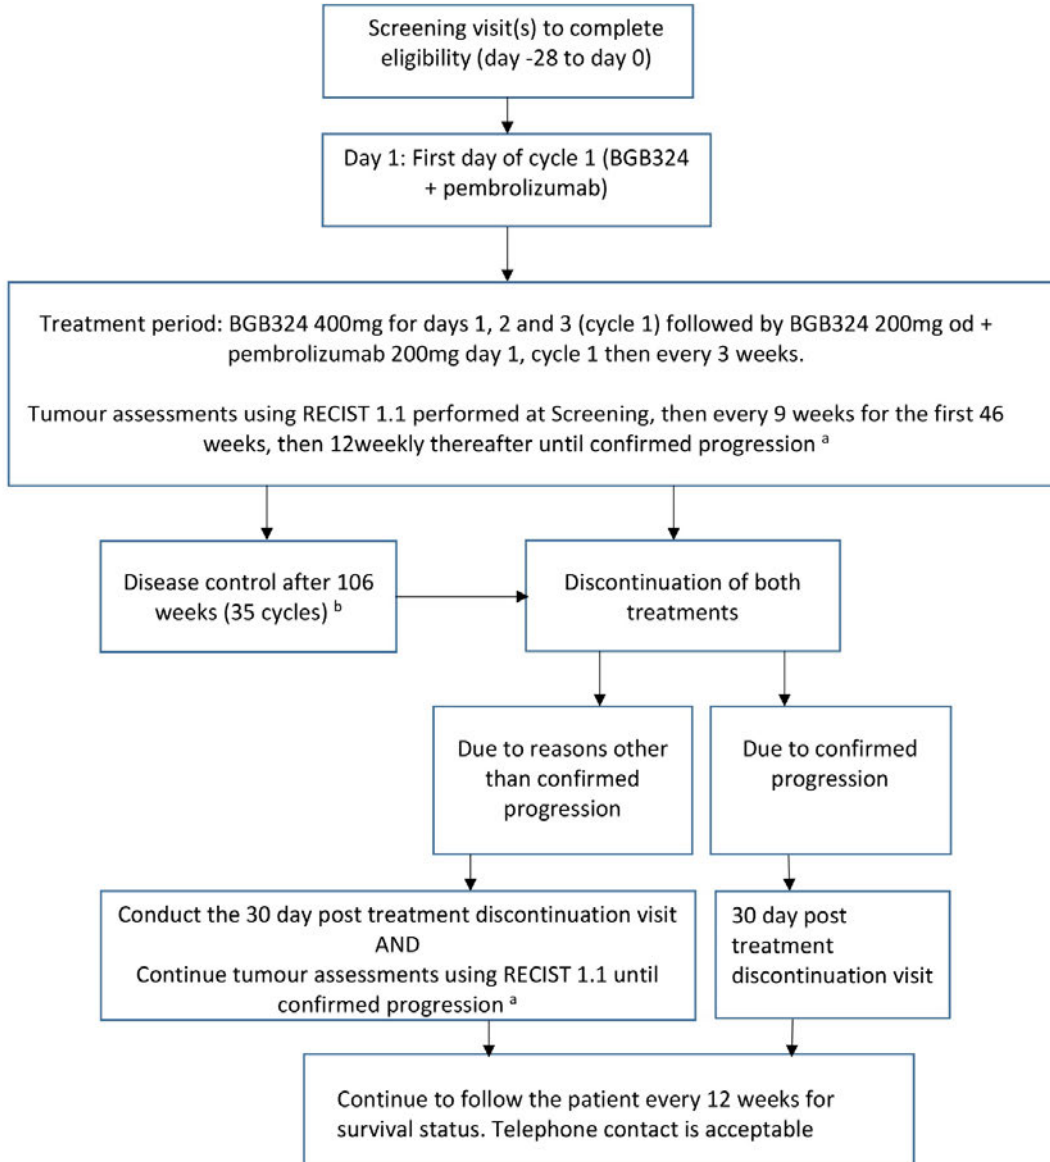 Screening visit(s) to complete
eligibility (day -28 to day 0)
Day 1: First day of cycle 1 (BGB324
+ pembrolizumab)
Treatment period: BGB324 400mg for days 1, 2 and 3 (cycle 1) followed by BGB324 200mg od +
pembrolizumab 200mg day 1, cycle 1 then every 3 weeks.
Tumour assessments using RECIST 1.1 performed at Screening, then every 9 weeks for the first 46
weeks, then 12weekly thereafter until confirmed progression a
Disease control after 106
weeks (35 cycles) b
Discontinuation of both
treatments
Due to reasons other
than confirmed
progression
Due to confirmed
progression
Conduct the 30 day post treatment discontinuation visit
AND
Continue tumour assessments using RECIST 1.1 until
confirmed progression a
30 day post
treatment
discontinuation visit
Continue to follow the patient every 12 weeks for
survival status. Telephone contact is acceptable